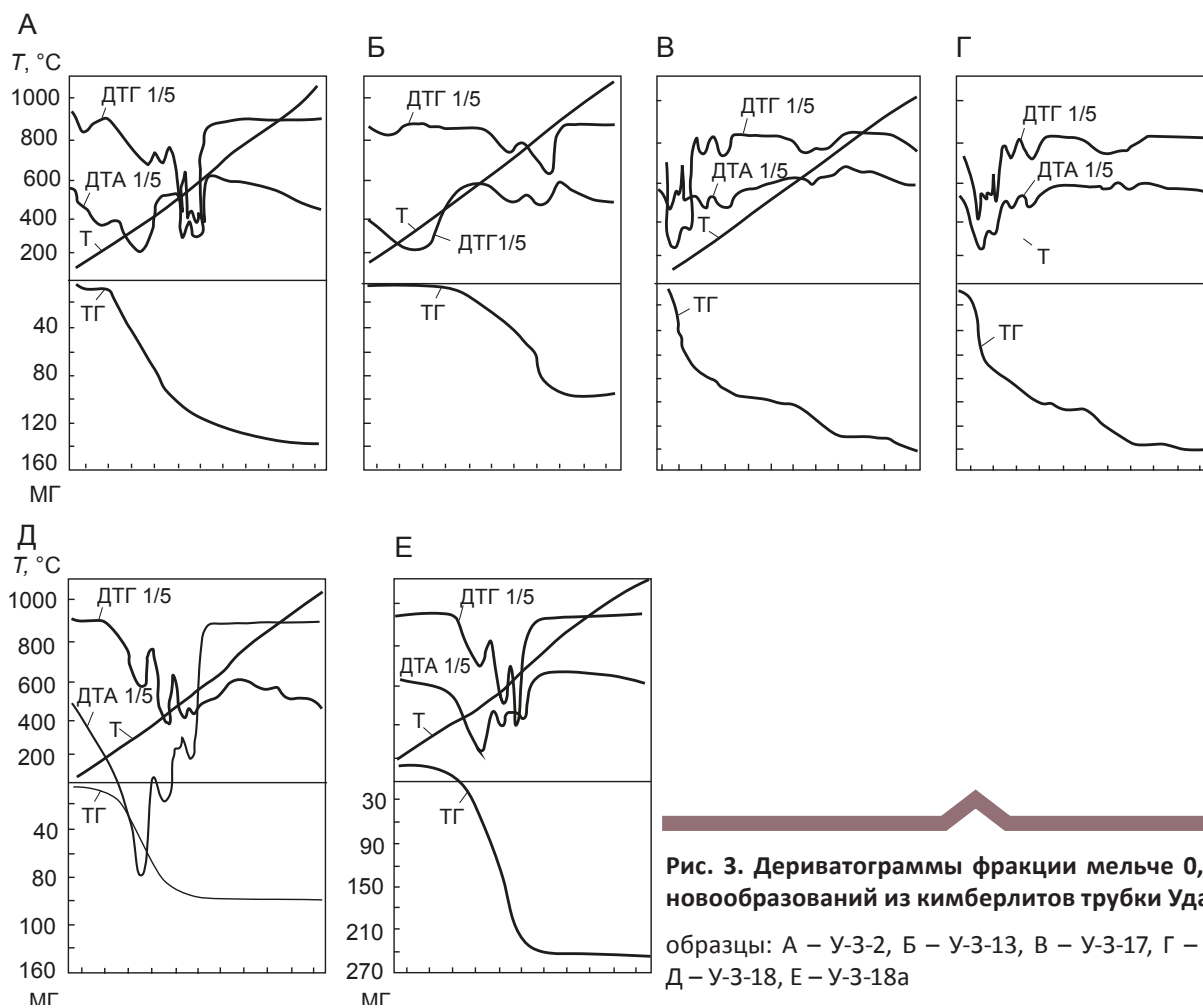 А
Б
В
Г
T, °C
1000
800
600
400
200
ДТГ 1/5
ДТА 1/5
Т
ТГ
40
80
120
160
МГ
ДТГ 1/5
Т
ДТГ1/5
ТГ
ДТГ 1/5
ДТА 1/5
Т
ТГ
ДТГ 1/5
ДТА 1/5
Т
ТГ
Д
T, °C
1000
800
600
400
200
ДТГ 1/5
ДТА 1/5
Т
ТГ
40
80
100
160
МГ
Е
ДТГ 1/5
ДТА 1/5
Т
ТГ
30
90
150
210
270
МГ
Рис. 3. Дериватограммы фракции мельче 0,
новообразований из кимберлитов трубки Уда
образцы: А – У-3-2, Б – У-3-13, В – У-3-17, Г –
Д – У-3-18, Е – У-3-18а